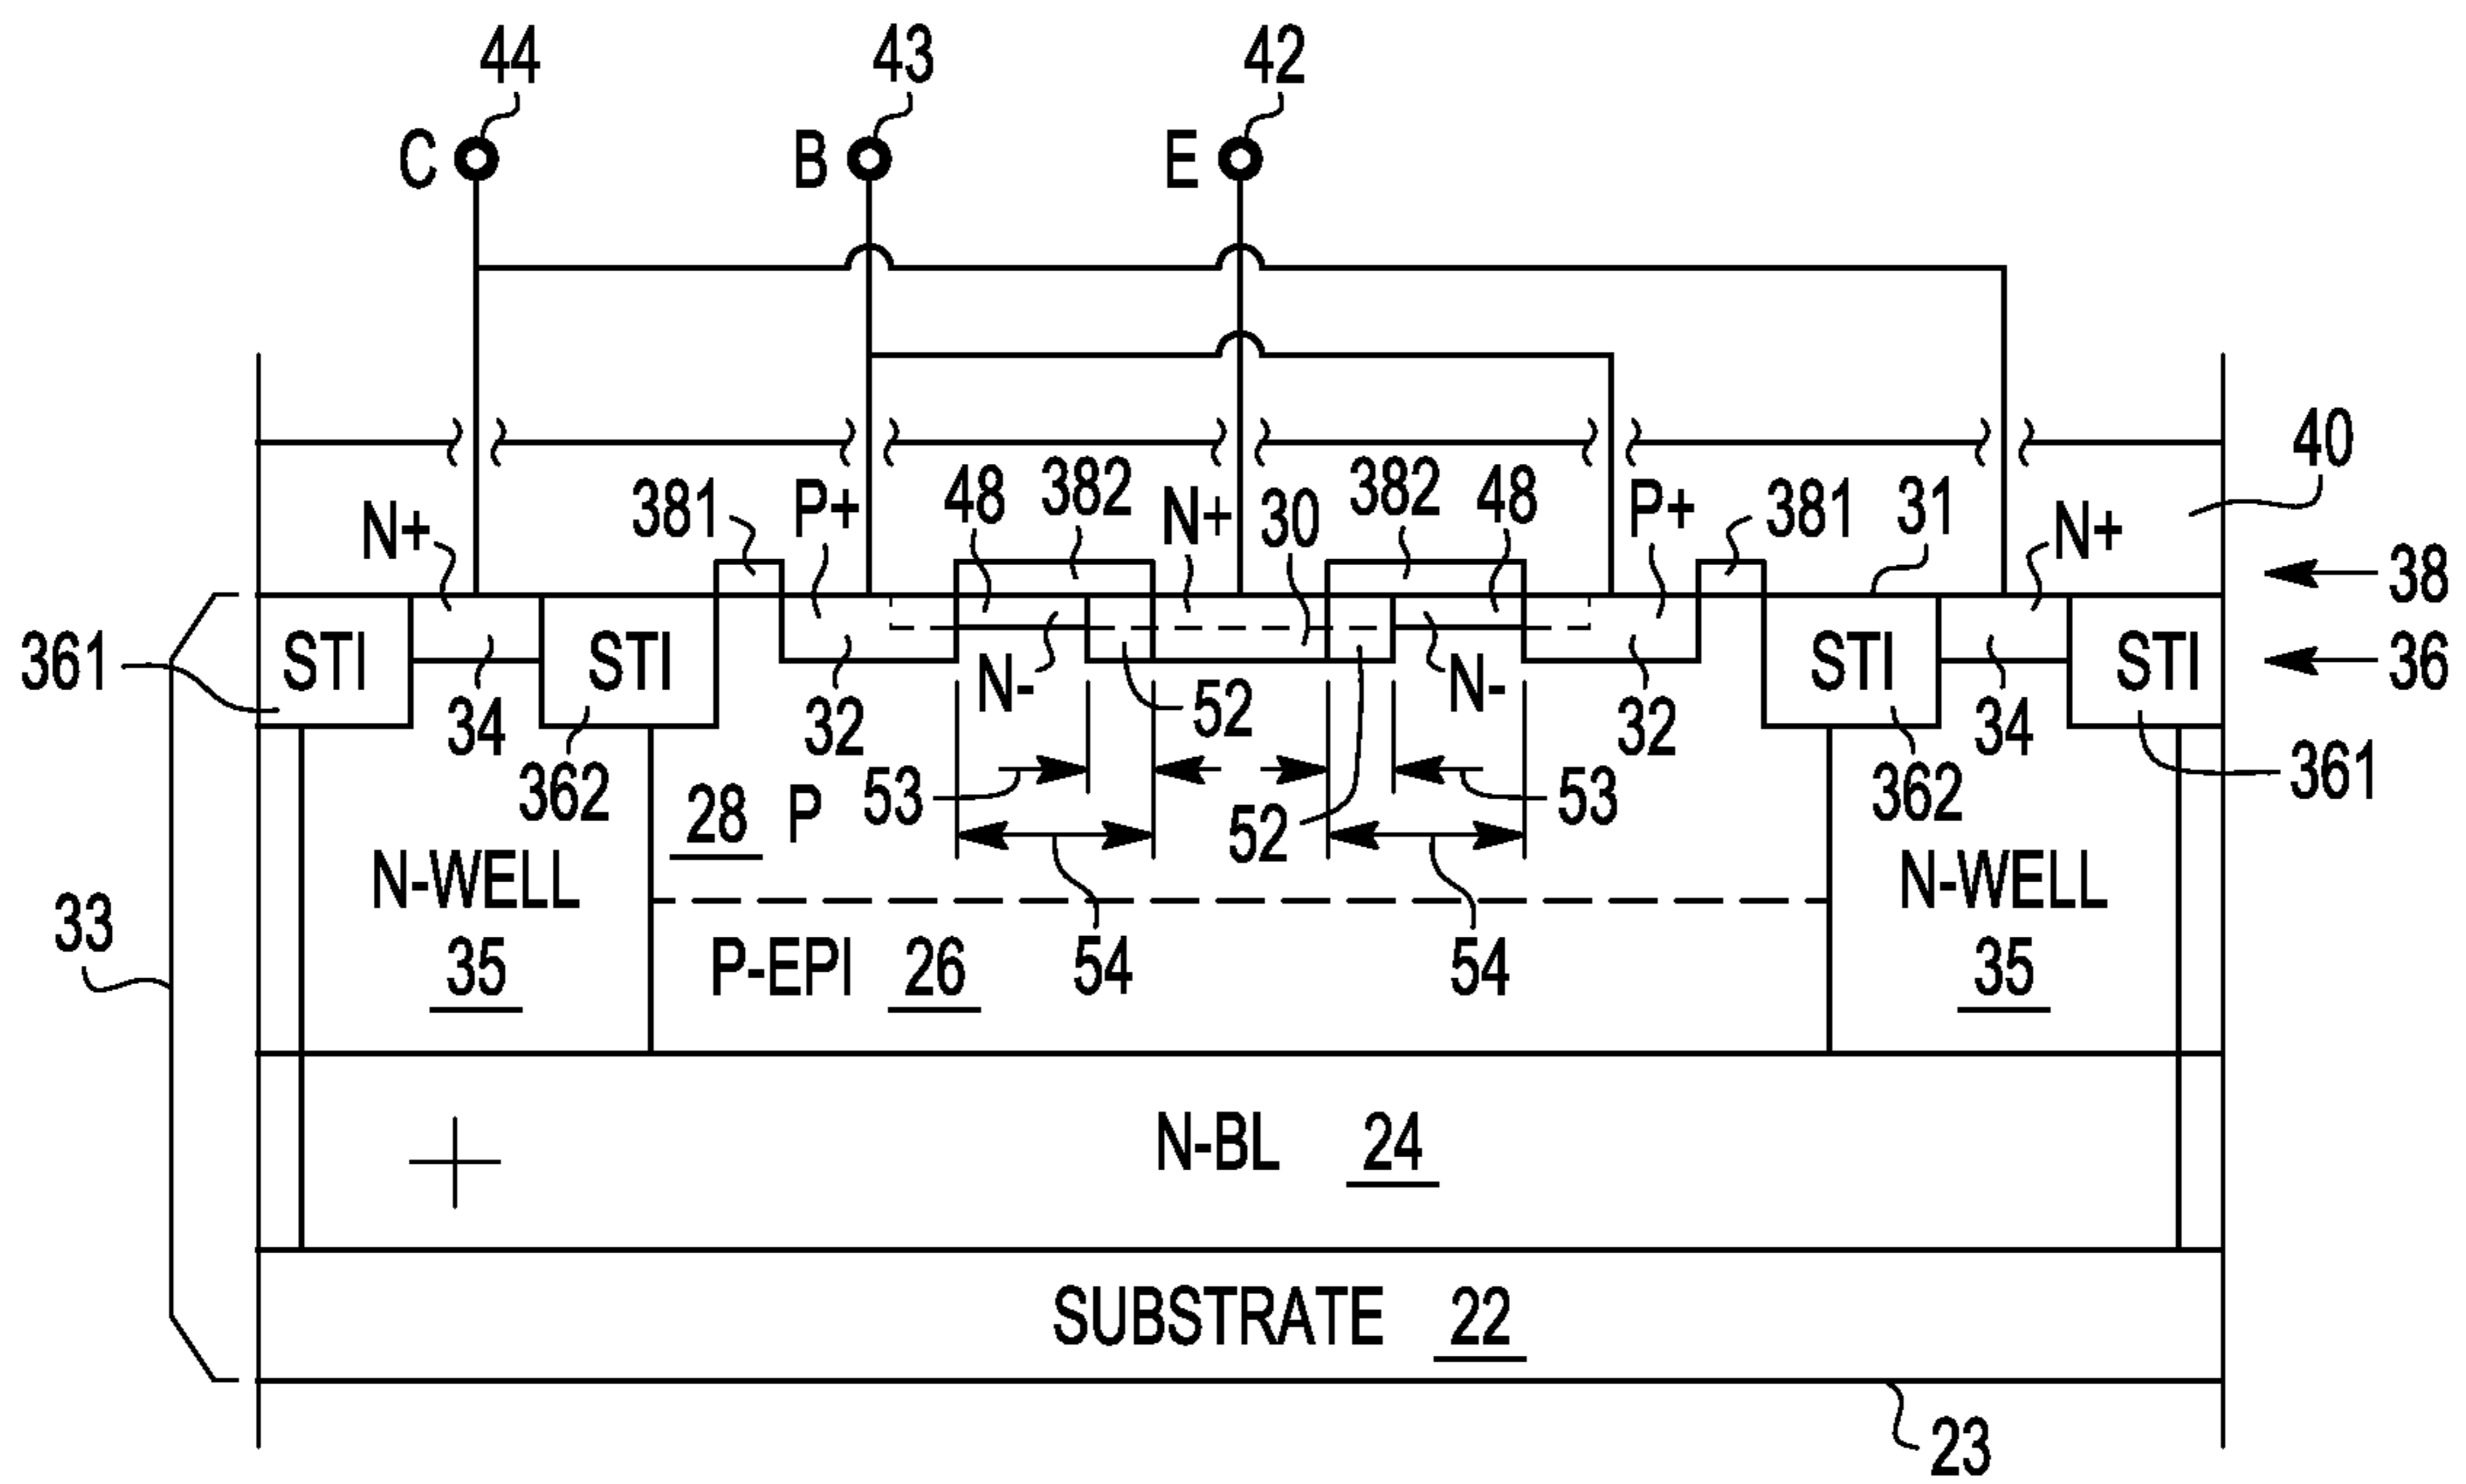 44 43 42
C B E
40
381 P+ 48 382 N+ 30 382 48 P+ 381 31 N+
N+
38
361 STI STI STI STI 36
34 32 N- 52 N- 32 34
362 28 P 53 52 53 362 361
N-WELL N-WELL
33 35 P-EPI 26 54 54 35
N-BL 24
SUBSTRATE 22
23